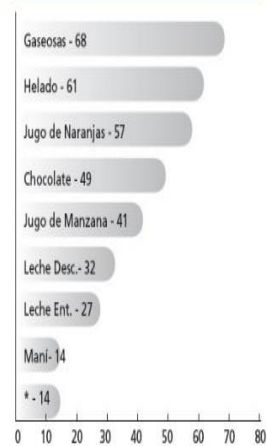 Gaseosas - 68
Helado - 61
Jugo de Naranjas - 57
Chocolate - 49
Jugo de Manzana - 41
Leche Desc.- 32
Leche Ent. - 27
Maní- 14
* - 14
0 10 20 30 40 50 60 70 80